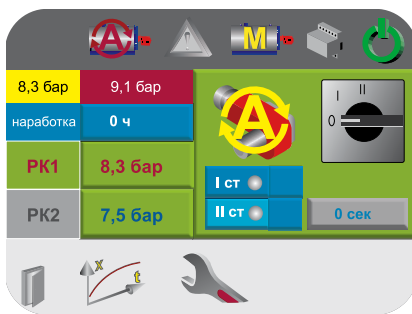 A M
8,3 бар 9,1 бар
наработка 0 ч
A
I II
0
РК1 8,3 бар
I ст
РК2 7,5 бар
II ст
0 сек
x
t